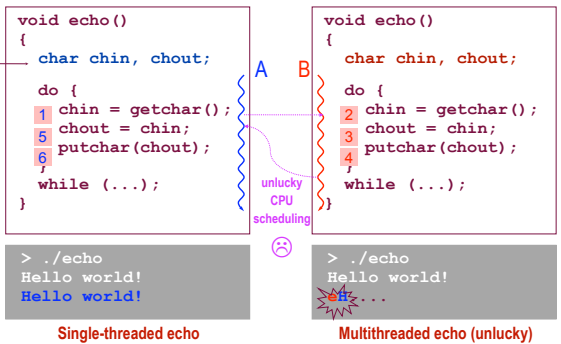 void echo()
{
char chin, chout;
do {
1 chin = getchar();
5 chout = chin;
6 putchar(chout);
}
while (...);
}
A
B
unlucky
CPU
scheduling
void echo()
{
char chin, chout;
do {
2 chin = getchar();
3 chout = chin;
4 putchar(chout);
}
while (...);
}
> ./echo
Hello world!
Hello world!
Single-threaded echo
> ./echo
Hello world!
eH....
Multithreaded echo (unlucky)